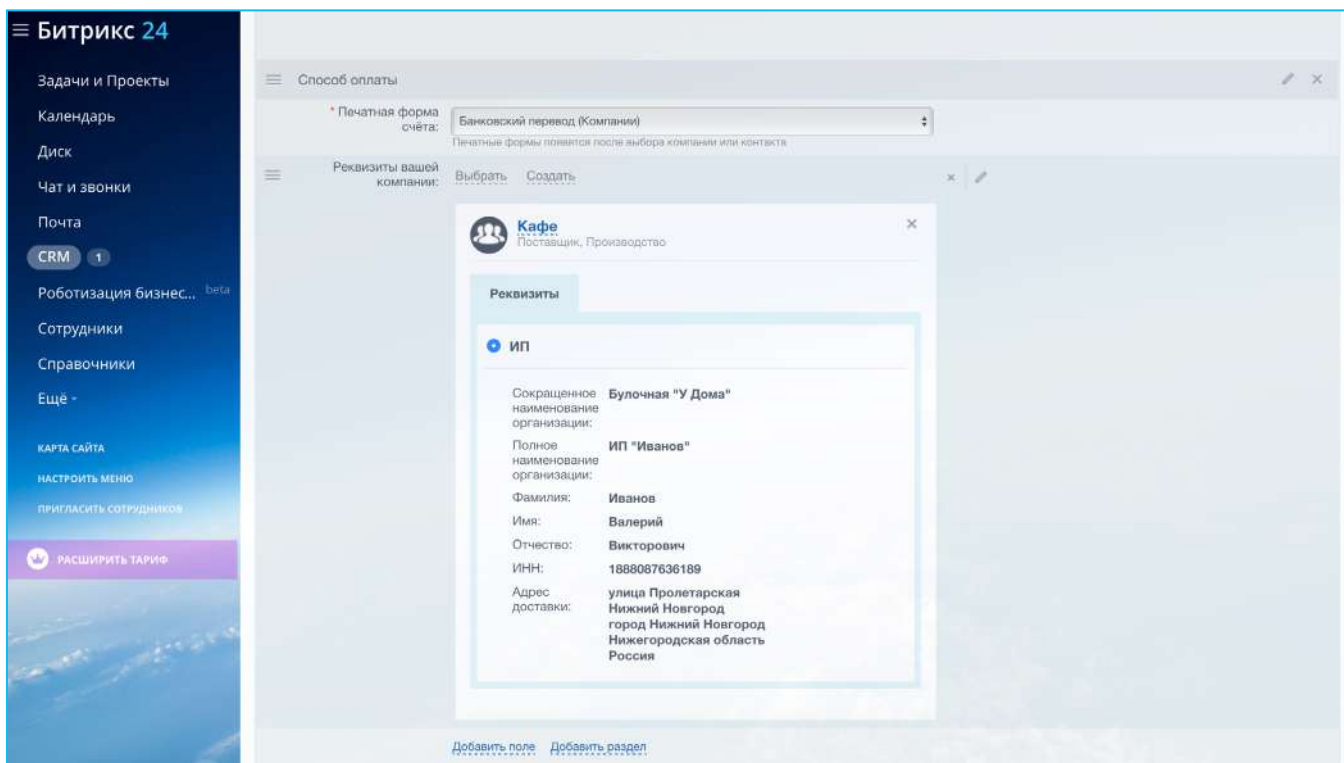 Битрикс 24
Задачи и Проекты
Календарь
Диск
Чат и звонки
Почта
CRM 1
Роботизация бизнес... beta
Сотрудники
Справочники
Ещё
КАРТА САЙТА
НАСТРОИТЬ МЕНЮ
ПРИГЛАСИТЬ СОТРУДНИКОВ
РАСШИРИТЬ ТАРИФ
Способ оплаты
* Печатная форма
счёта:
Банковский перевод (Компании)
Печатные формы появятся после выбора компании или контакта
Реквизиты вашей
компании:
Выбрать Создать
Кафе
Поставщик, Производство
Реквизиты
ИП
Сокращенное
наименование
организации:
Булочная "У Дома"
Полное
наименование
организации:
ИП "Иванов"
Фамилия: Иванов
Имя: Валерий
Отчество: Викторович
ИНН: 1888087636189
Адрес
доставки:
улица Пролетарская
Нижний Новгород
город Нижний Новгород
Нижегородская область
Россия
Добавить поле Добавить раздел